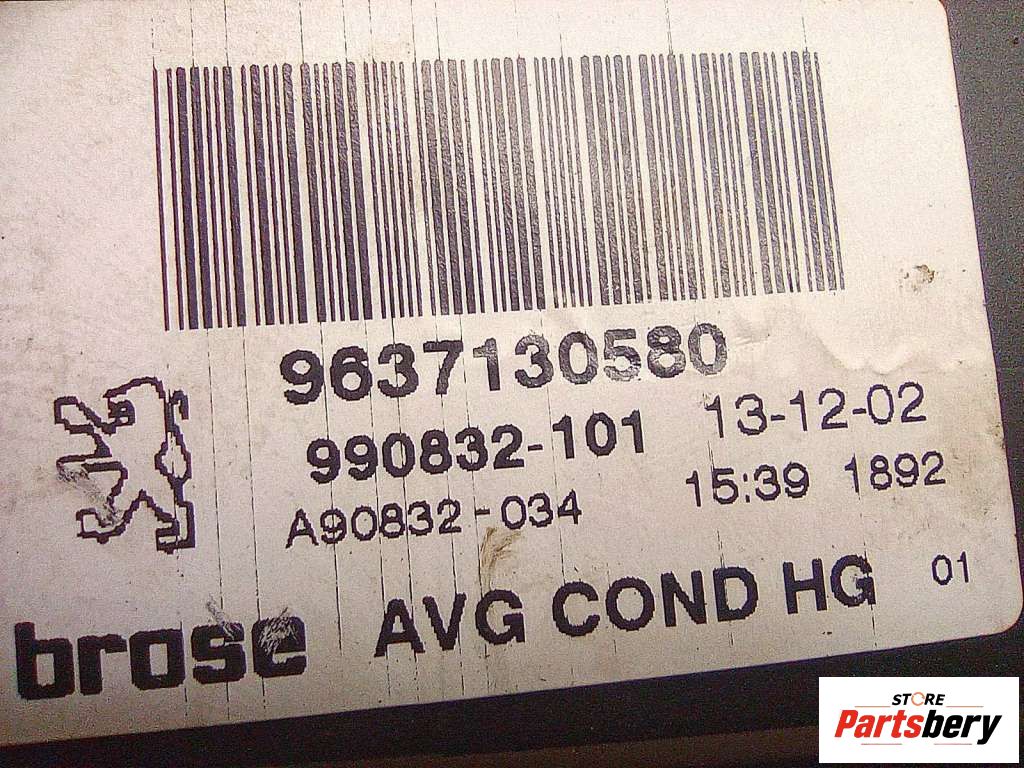 9637130580
990832-101 13-12-02
A90832-034 15:39 1892
brose AVG COND HG 01
STORE
Partsbery